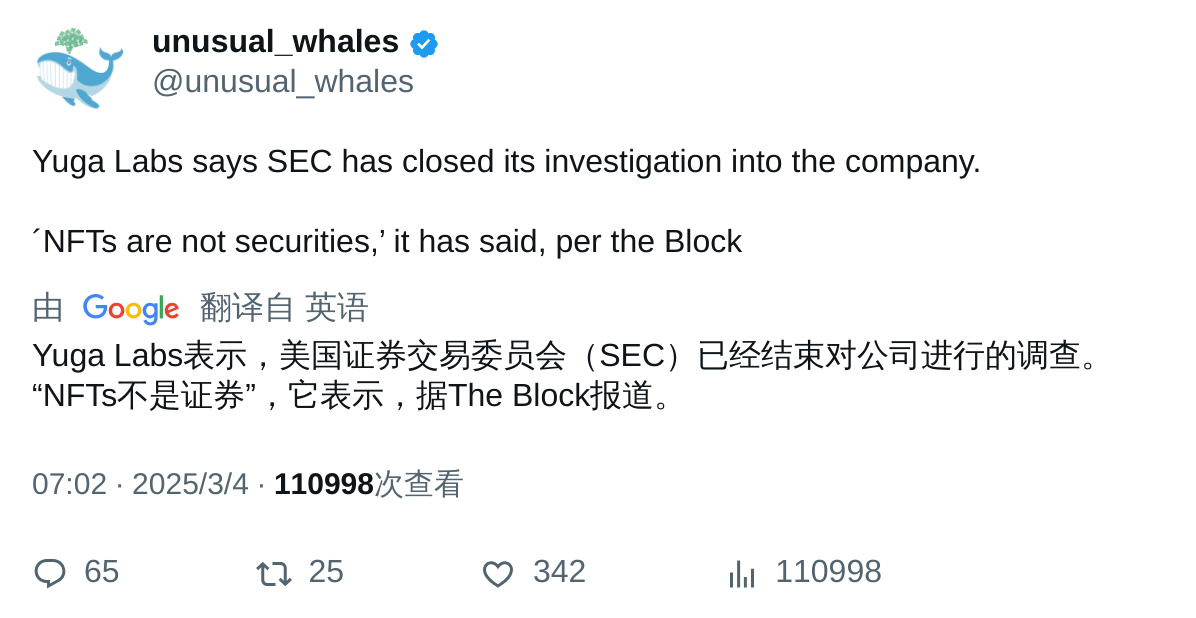 unusual_whales
@unusual_whales
Yuga Labs says SEC has closed its investigation into the company.
´NFTs are not securities,’ it has said, per the Block
由 Google 翻译自 英语
Yuga Labs表示，美国证券交易委员会（SEC）已经结束对公司进行的调查。
“NFTs不是证券”，它表示，据The Block报道。
07:02 · 2025/3/4 · 110998次查看
65 25 342 110998